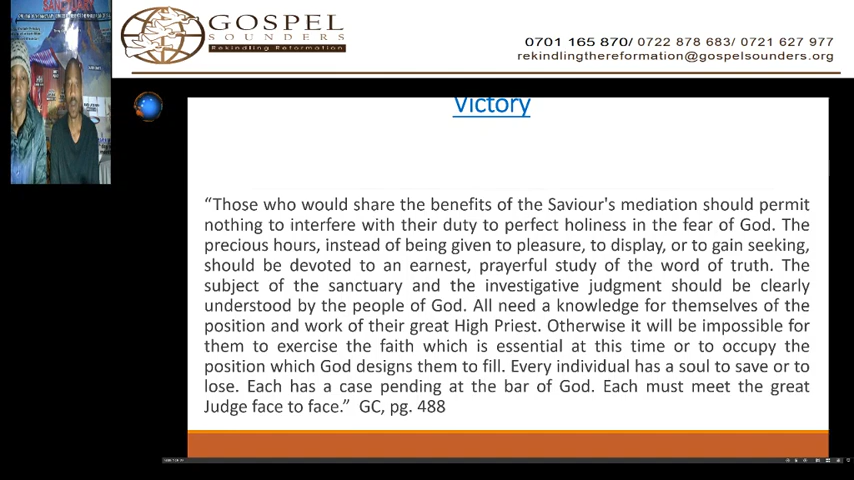 SANCTUARY
GOSPEL
SOUNDERS
Rekindling Reformation
0701 165 870/ 0722 878 683/ 0721 627 977
rekindlingthereformation@gospelsounders.org
Victory
“Those who would share the benefits of the Saviour's mediation should permit
nothing to interfere with their duty to perfect holiness in the fear of God. The
precious hours, instead of being given to pleasure, to display, or to gain seeking,
should be devoted to an earnest, prayerful study of the word of truth. The
subject of the sanctuary and the investigative judgment should be clearly
understood by the people of God. All need a knowledge for themselves of the
position and work of their great High Priest. Otherwise it will be impossible for
them to exercise the faith which is essential at this time or to occupy the
position which God designs them to fill. Every individual has a soul to save or to
lose. Each has a case pending at the bar of God. Each must meet the great
Judge face to face.” GC, pg. 488